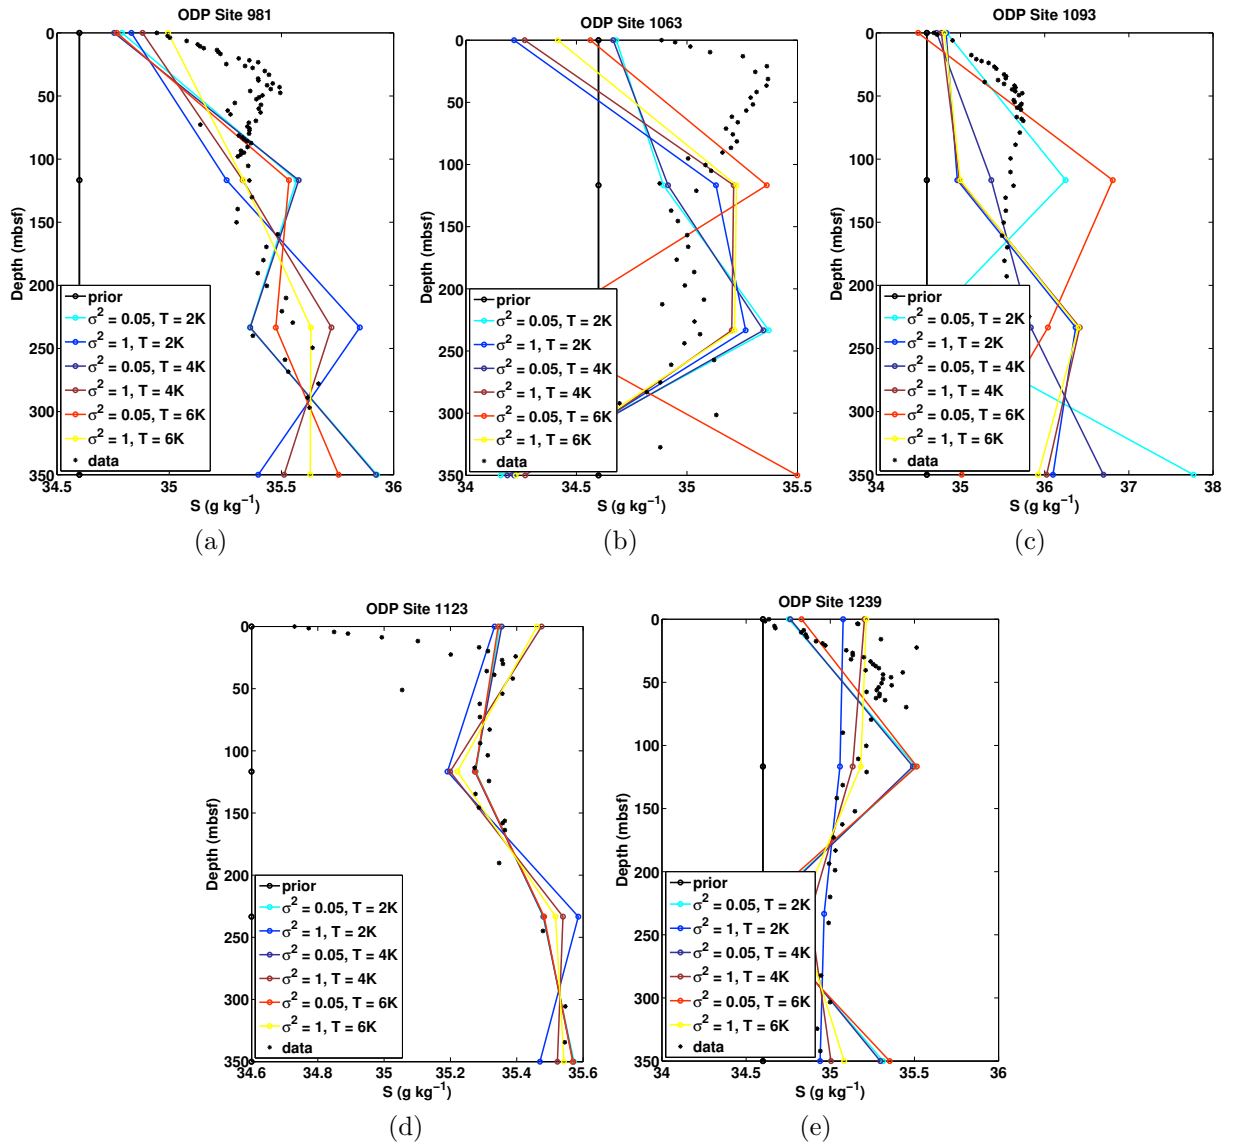 ODP Site 981
0
50
100
150
200
250
300
350
34.5
35
35.5
36
Depth (mbsf)
S (g kg⁻¹)
prior
σ² = 0.05, T = 2K
σ² = 1, T = 2K
σ² = 0.05, T = 4K
σ² = 1, T = 4K
σ² = 0.05, T = 6K
σ² = 1, T = 6K
data
(a)
ODP Site 1063
0
50
100
150
200
250
300
350
34
34.5
35
35.5
Depth (mbsf)
S (g kg⁻¹)
prior
σ² = 0.05, T = 2K
σ² = 1, T = 2K
σ² = 0.05, T = 4K
σ² = 1, T = 4K
σ² = 0.05, T = 6K
σ² = 1, T = 6K
data
(b)
ODP Site 1093
0
50
100
150
200
250
300
350
34
35
36
37
38
Depth (mbsf)
S (g kg⁻¹)
prior
σ² = 0.05, T = 2K
σ² = 1, T = 2K
σ² = 0.05, T = 4K
σ² = 1, T = 4K
σ² = 0.05, T = 6K
σ² = 1, T = 6K
data
(c)
ODP Site 1123
0
50
100
150
200
250
300
350
34.6
34.8
35
35.2
35.4
35.6
Depth (mbsf)
S (g kg⁻¹)
prior
σ² = 0.05, T = 2K
σ² = 1, T = 2K
σ² = 0.05, T = 4K
σ² = 1, T = 4K
σ² = 0.05, T = 6K
σ² = 1, T = 6K
data
(d)
ODP Site 1239
0
50
100
150
200
250
300
350
34
34.5
35
35.5
36
Depth (mbsf)
S (g kg⁻¹)
prior
σ² = 0.05, T = 2K
σ² = 1, T = 2K
σ² = 0.05, T = 4K
σ² = 1, T = 4K
σ² = 0.05, T = 6K
σ² = 1, T = 6K
data
(e)